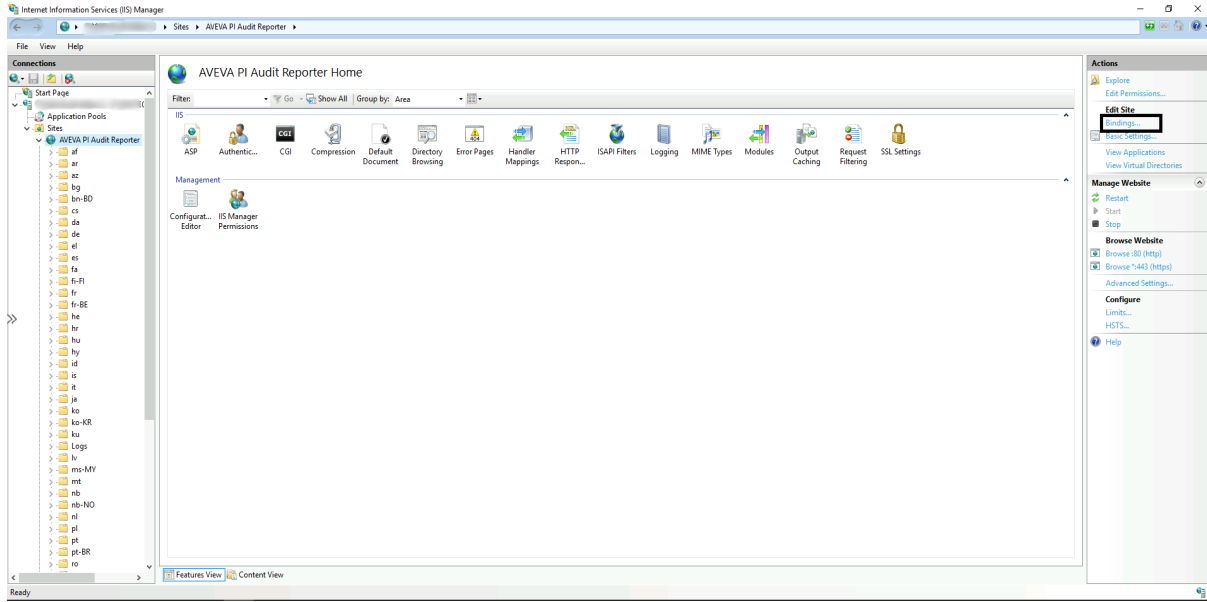 Internet Information Services (IIS) Manager
Sites AVEVA PI Audit Reporter
File View Help
Connections
Start Page
Application Pools
Sites
AVEVA PI Audit Reporter
af
ar
az
bg
bn-BD
cs
da
de
el
es
fa
fi-FI
fr
fr-BE
he
hr
hu
hy
id
is
it
ja
ko
ko-KR
ku
Logs
lv
ms-MY
mt
nb
nb-NO
nl
pl
pt
pt-BR
ro
AVEVA PI Audit Reporter Home
Filter: Go Show All Group by: Area
IIS
ASP
Authentic...
CGI
Compression
Default Document
Directory Browsing
Error Pages
Handler Mappings
HTTP Respon...
ISAPI Filters
Logging
MIME Types
Modules
Output Caching
Request Filtering
SSL Settings
Management
Configurat... Editor
IIS Manager Permissions
Features View Content View
Actions
Explore
Edit Permissions...
Edit Site
Bindings...
Basic Settings...
View Applications
View Virtual Directories
Manage Website
Restart
Start
Stop
Browse Website
Browse :80 (http)
Browse *:443 (https)
Advanced Settings...
Configure
Limits...
HSTS...
Help
Ready